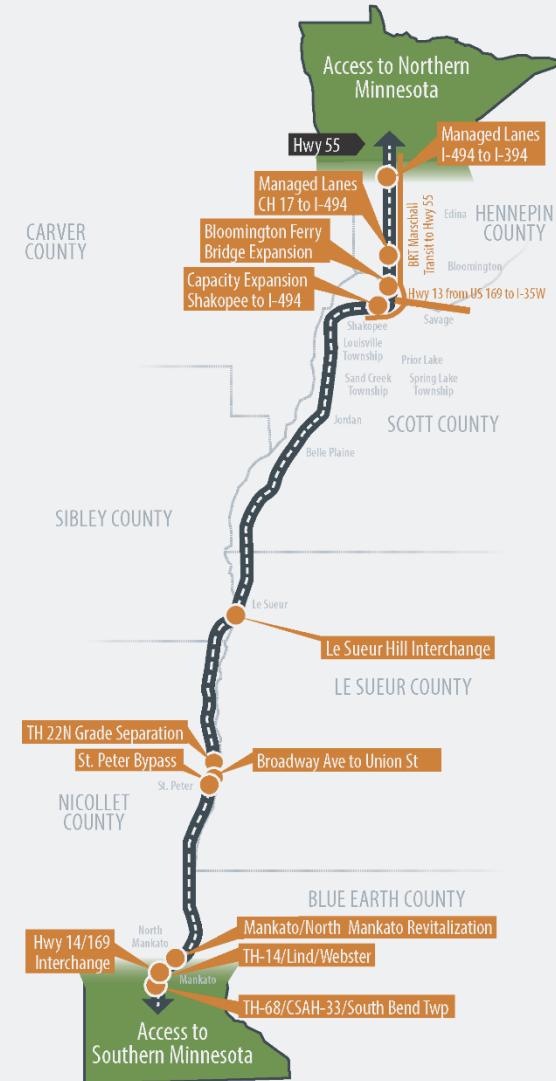 Access to Northern
Minnesota
Hwy 55
Managed Lanes
I-494 to I-394
Managed Lanes
CH 17 to I-494
BRT Marschall
Transit to Hwy 55
Edina
HENNEPIN
COUNTY
CARVER
COUNTY
Bloomington Ferry
Bridge Expansion
Bloomington
Capacity Expansion
Shakopee to I-494
Hwy 13 from US 169 to I-35W
Savage
Shakopee
Louisville
Township
Prior Lake
Sand Creek
Township
Spring Lake
Township
Jordan
SCOTT COUNTY
Belle Plaine
SIBLEY COUNTY
Le Sueur
Le Sueur Hill Interchange
LE SUEUR COUNTY
TH 22N Grade Separation
St. Peter Bypass
Broadway Ave to Union St
St. Peter
NICOLLET
COUNTY
BLUE EARTH COUNTY
North
Mankato
Mankato/North Mankato Revitalization
Hwy 14/169
Interchange
TH-14/Lind/Webster
Mankato
TH-68/CSAH-33/South Bend Twp
Access to
Southern Minnesota